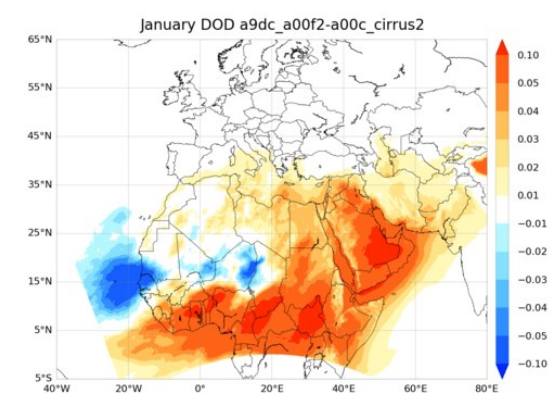 January DOD a9dc_a00f2-a00c_cirrus2
65°N
55°N
45°N
35°N
25°N
15°N
5°N
5°S
40°W 20°W 0° 20°E 40°E 60°E 80°E
0.10
0.05
0.04
0.03
0.02
0.01
−0.01
−0.02
−0.03
−0.04
−0.05
−0.10